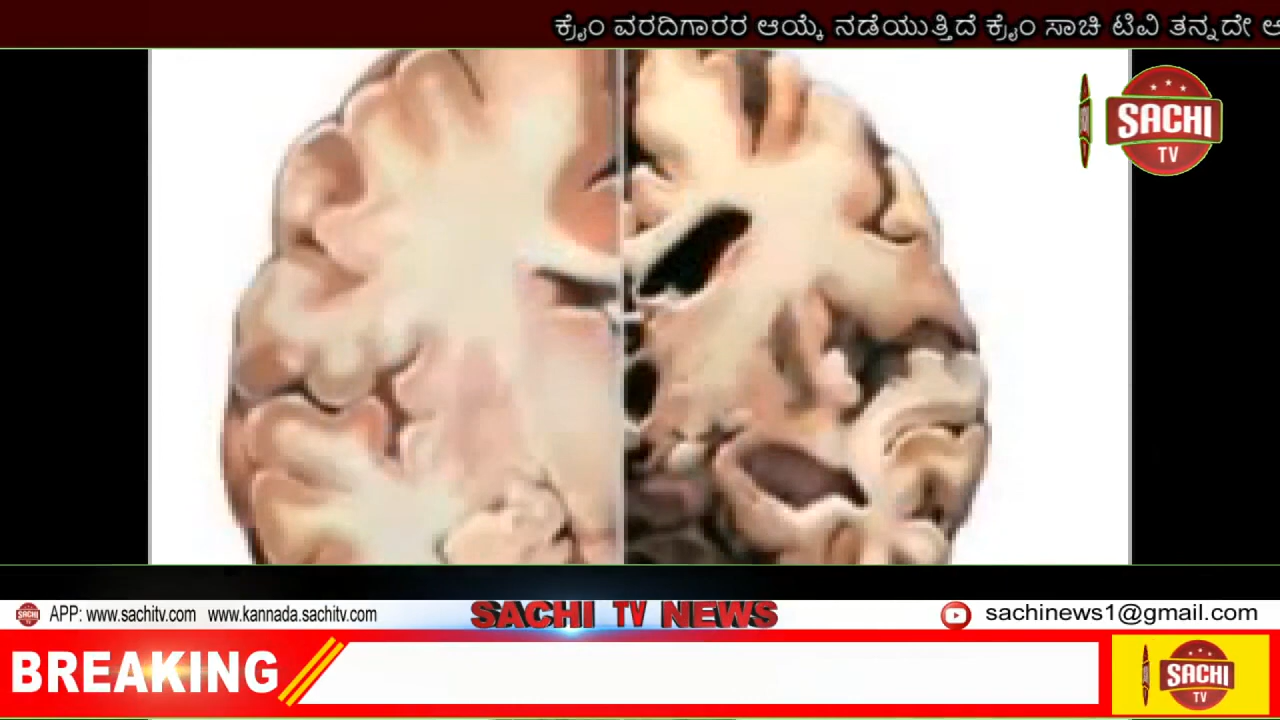 ಕ್ರೈಂ ವರದಿಗಾರರ ಆಯ್ಕೆ ನಡೆಯುತ್ತಿದೆ ಕ್ರೈಂ ಸಾಚಿ ಟಿವಿ ತನ್ನದೇ
SACHI
TV
SACHI APP: www.sachitv.com www.kannada.sachitv.com
SACHI TV NEWS
sachinews1@gmail.com
BREAKING
SACHI
TV